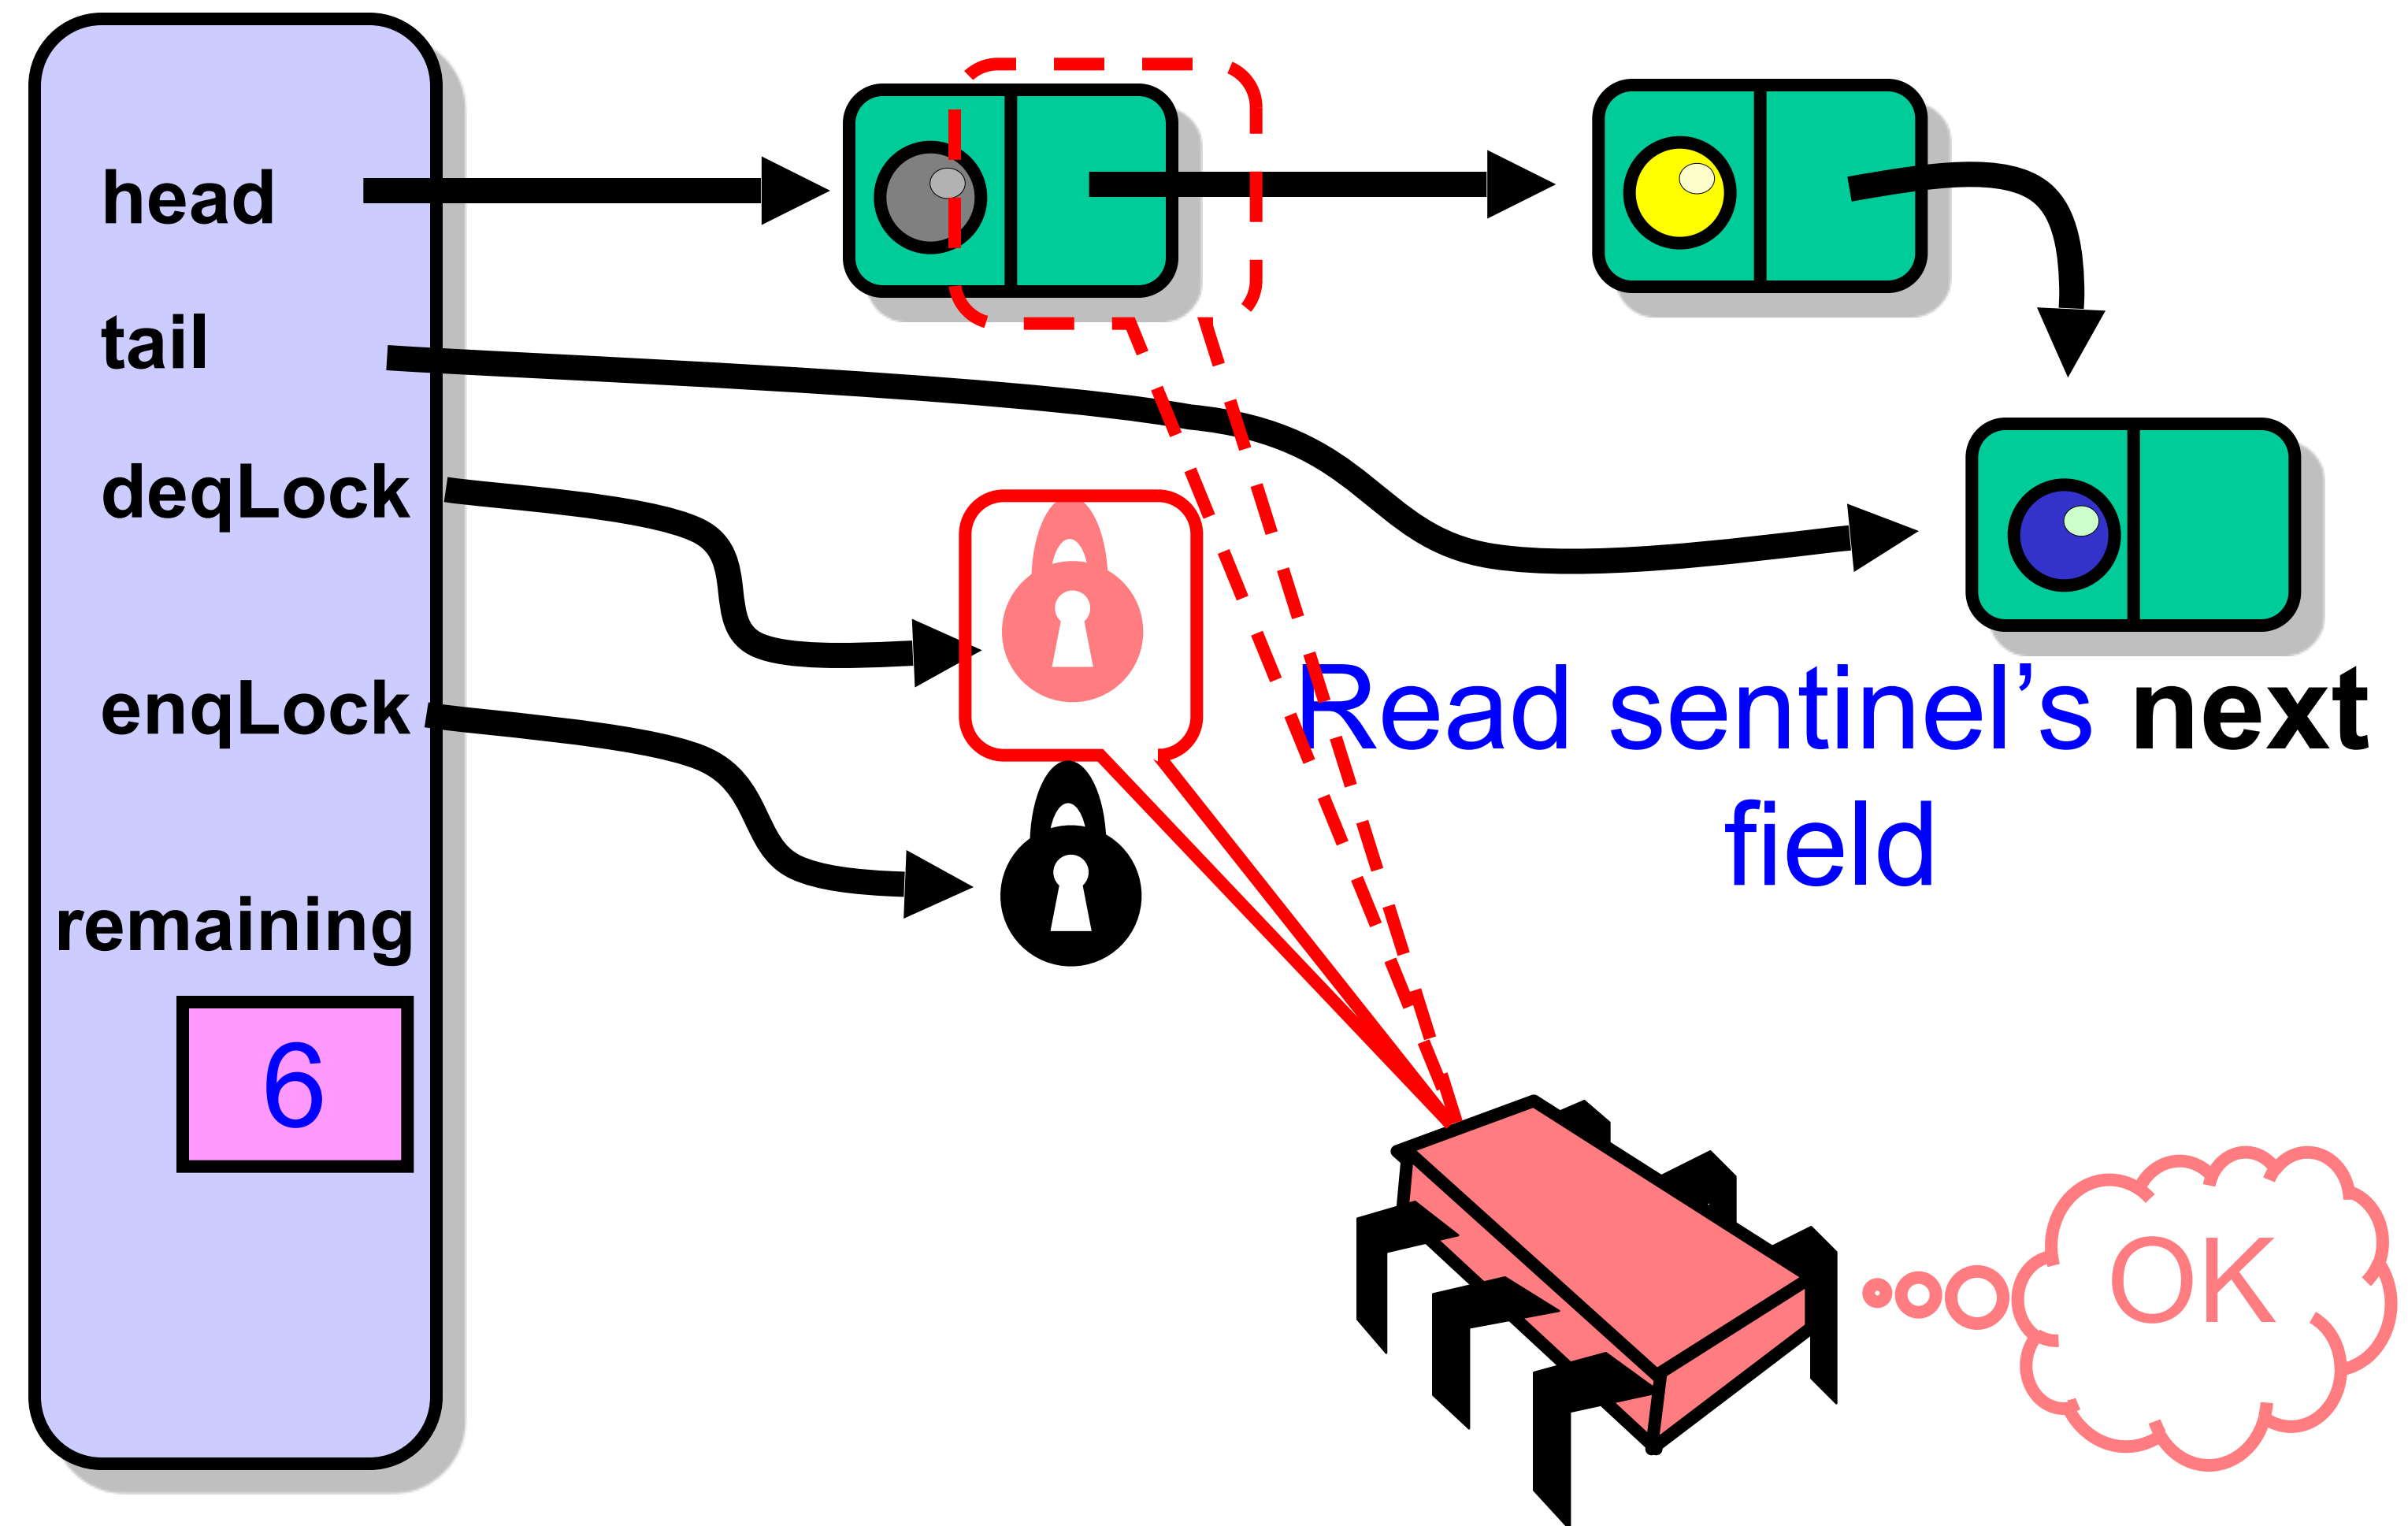 head
tail
deqLock
enqLock
Read sentinel’s next
field
remaining
6
OK